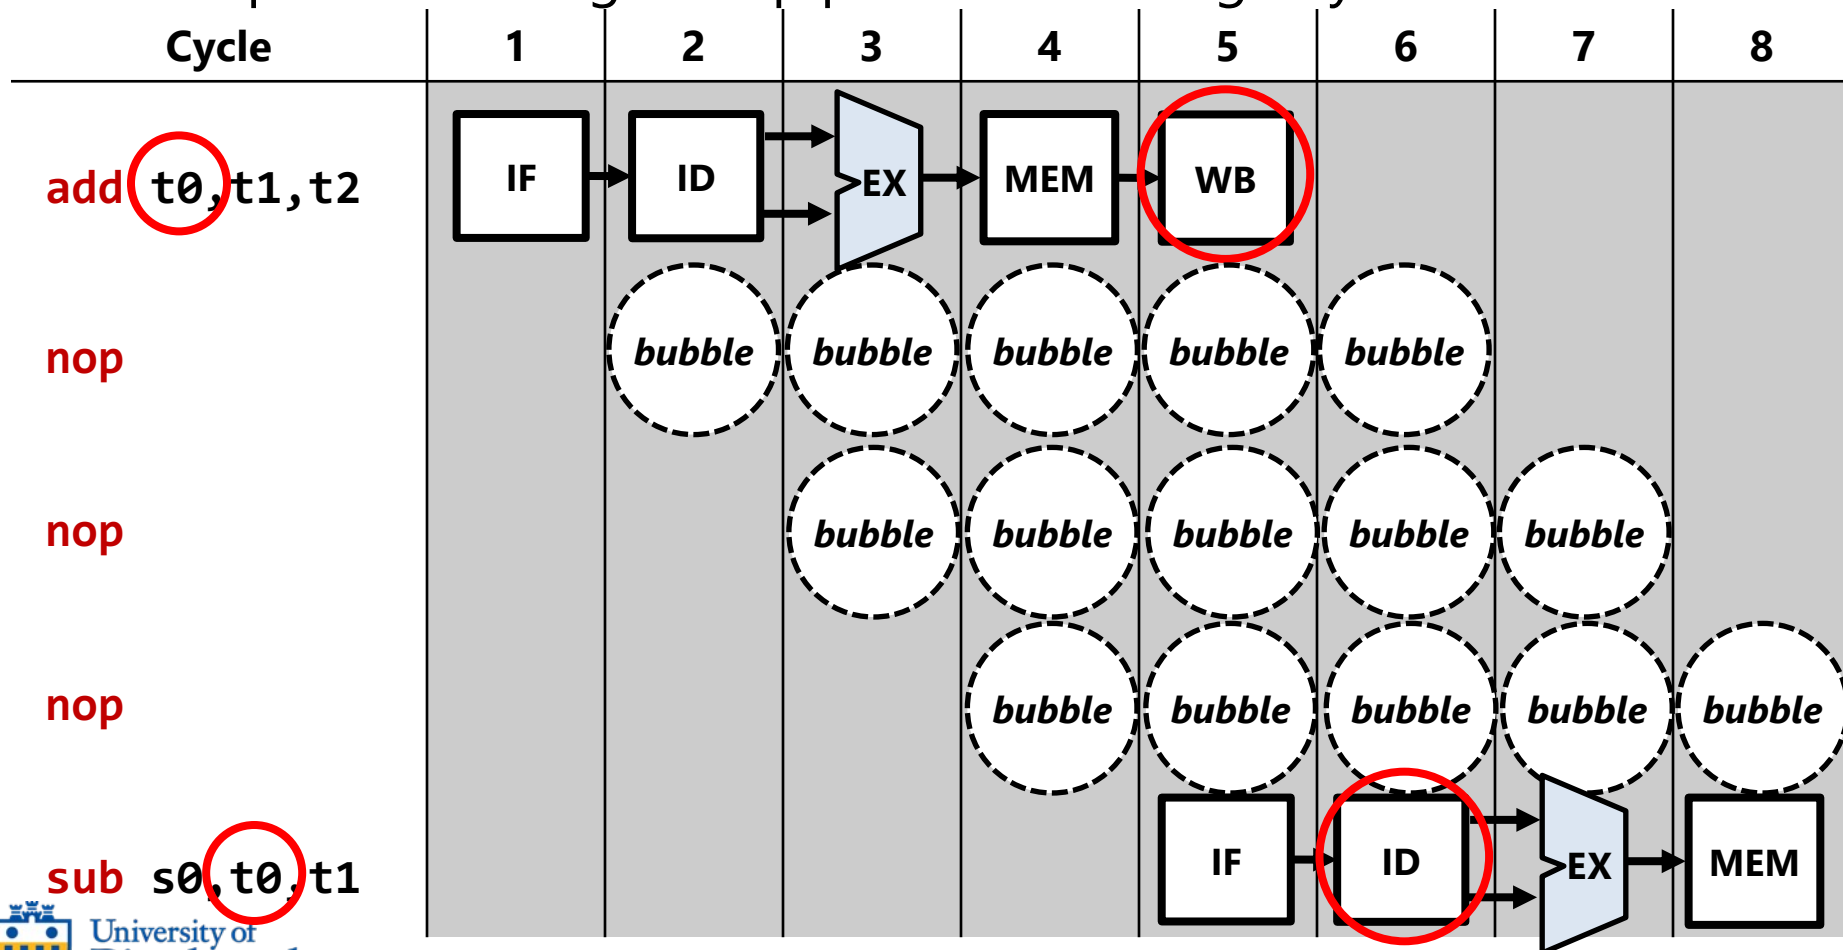 Cycle 1 2 3 4 5 6 7 8
add t0,t1,t2 IF ID EX MEM WB
nop bubble bubble bubble bubble bubble
nop bubble bubble bubble bubble bubble
nop bubble bubble bubble bubble bubble
sub s0,t0,t1 IF ID EX MEM
University of